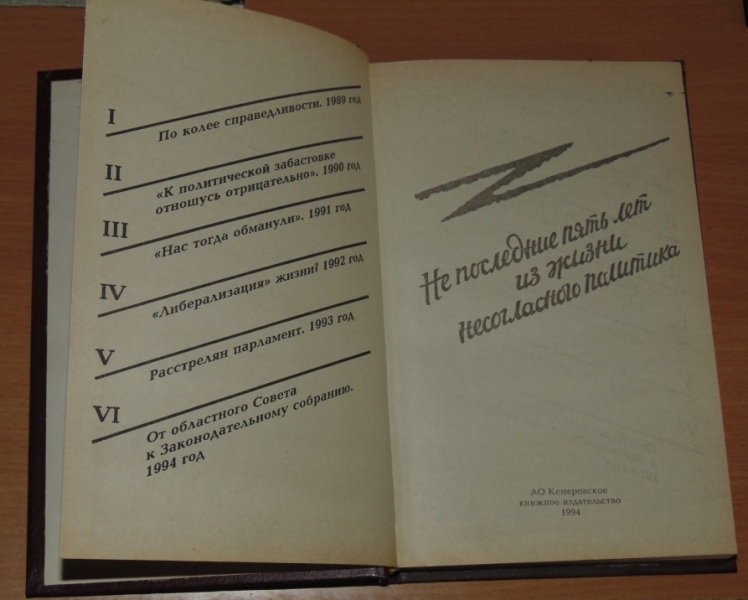 I
По колее справедливости. 1989 год
II
«К политической забастовке
отношусь отрицательно». 1990 год
III
«Нас тогда обманули». 1991 год
IV
«Либерализация» жизни? 1992 год
V
Расстрелян парламент. 1993 год
VI
От областного Совета
к Законодательному собранию.
1994 год
Не последние пять лет
из жизни
несогласного политика
АО Кемеровское
книжное издательство
1994